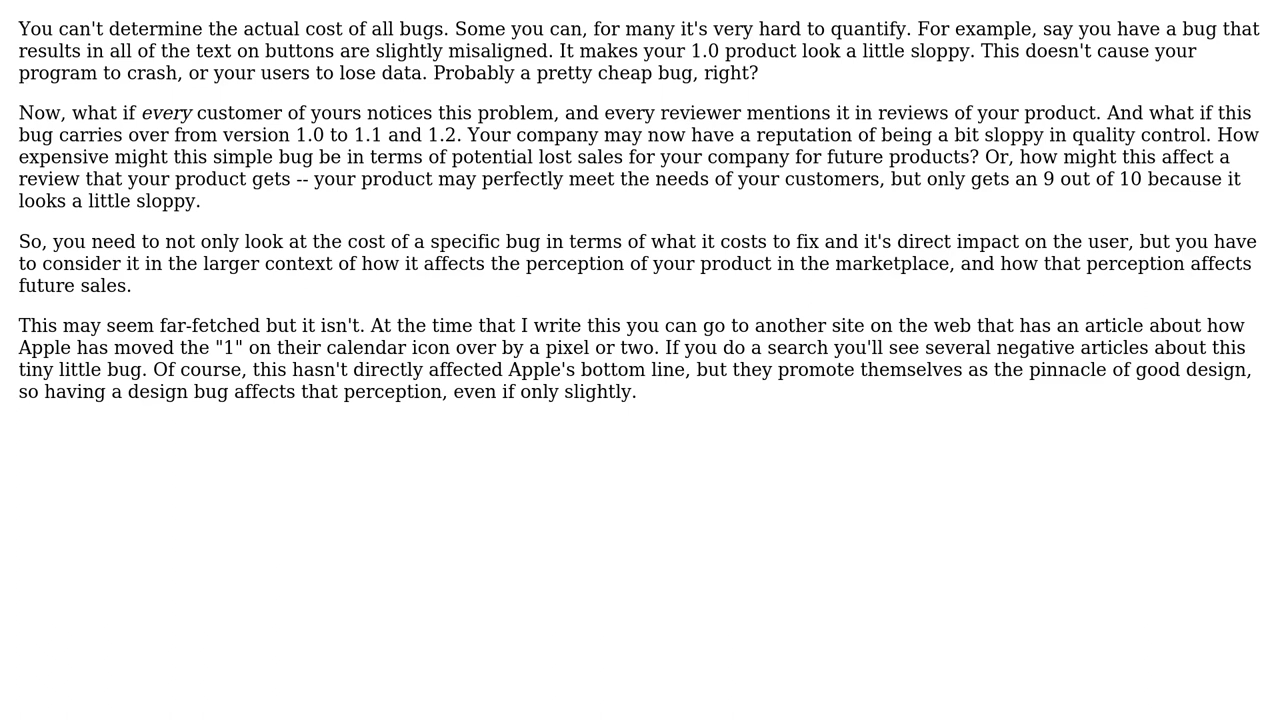 You can't determine the actual cost of all bugs. Some you can, for many it's very hard to quantify. For example, say you have a bug that
results in all of the text on buttons are slightly misaligned. It makes your 1.0 product look a little sloppy. This doesn't cause your
program to crash, or your users to lose data. Probably a pretty cheap bug, right?
Now, what if every customer of yours notices this problem, and every reviewer mentions it in reviews of your product. And what if this
bug carries over from version 1.0 to 1.1 and 1.2. Your company may now have a reputation of being a bit sloppy in quality control. How
expensive might this simple bug be in terms of potential lost sales for your company for future products? Or, how might this affect a
review that your product gets -- your product may perfectly meet the needs of your customers, but only gets an 9 out of 10 because it
looks a little sloppy.
So, you need to not only look at the cost of a specific bug in terms of what it costs to fix and it's direct impact on the user, but you have
to consider it in the larger context of how it affects the perception of your product in the marketplace, and how that perception affects
future sales.
This may seem far-fetched but it isn't. At the time that I write this you can go to another site on the web that has an article about how
Apple has moved the "1" on their calendar icon over by a pixel or two. If you do a search you'll see several negative articles about this
tiny little bug. Of course, this hasn't directly affected Apple's bottom line, but they promote themselves as the pinnacle of good design,
so having a design bug affects that perception, even if only slightly.